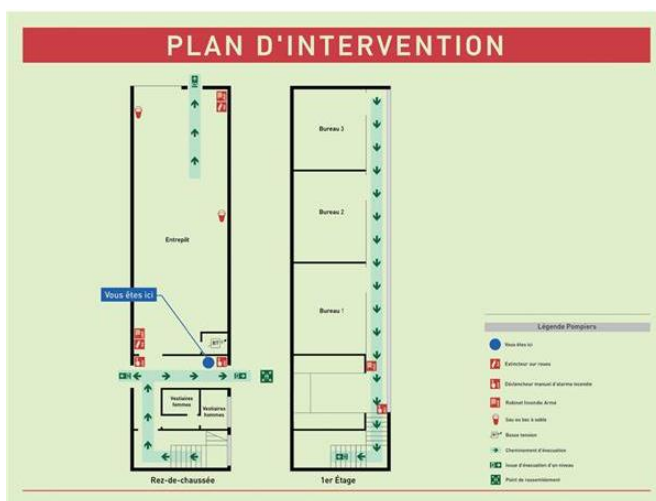 PLAN D'INTERVENTION
Entrepôt
Vous êtes ici
BT
Vestiaires
femmes
Vestiaires
hommes
Rez-de-chaussée
Bureau 3
Bureau 2
Bureau 1
1er Étage
Légende Pompiers
Vous êtes ici
Extincteur sur roues
Déclencheur manuel d'alarme incendie
Robinet Incendie Armé
Sau ou bac à sable
Basse tension
Cheminement d'évacuation
Issue d'évacuation d'un niveau
Point de rassemblement